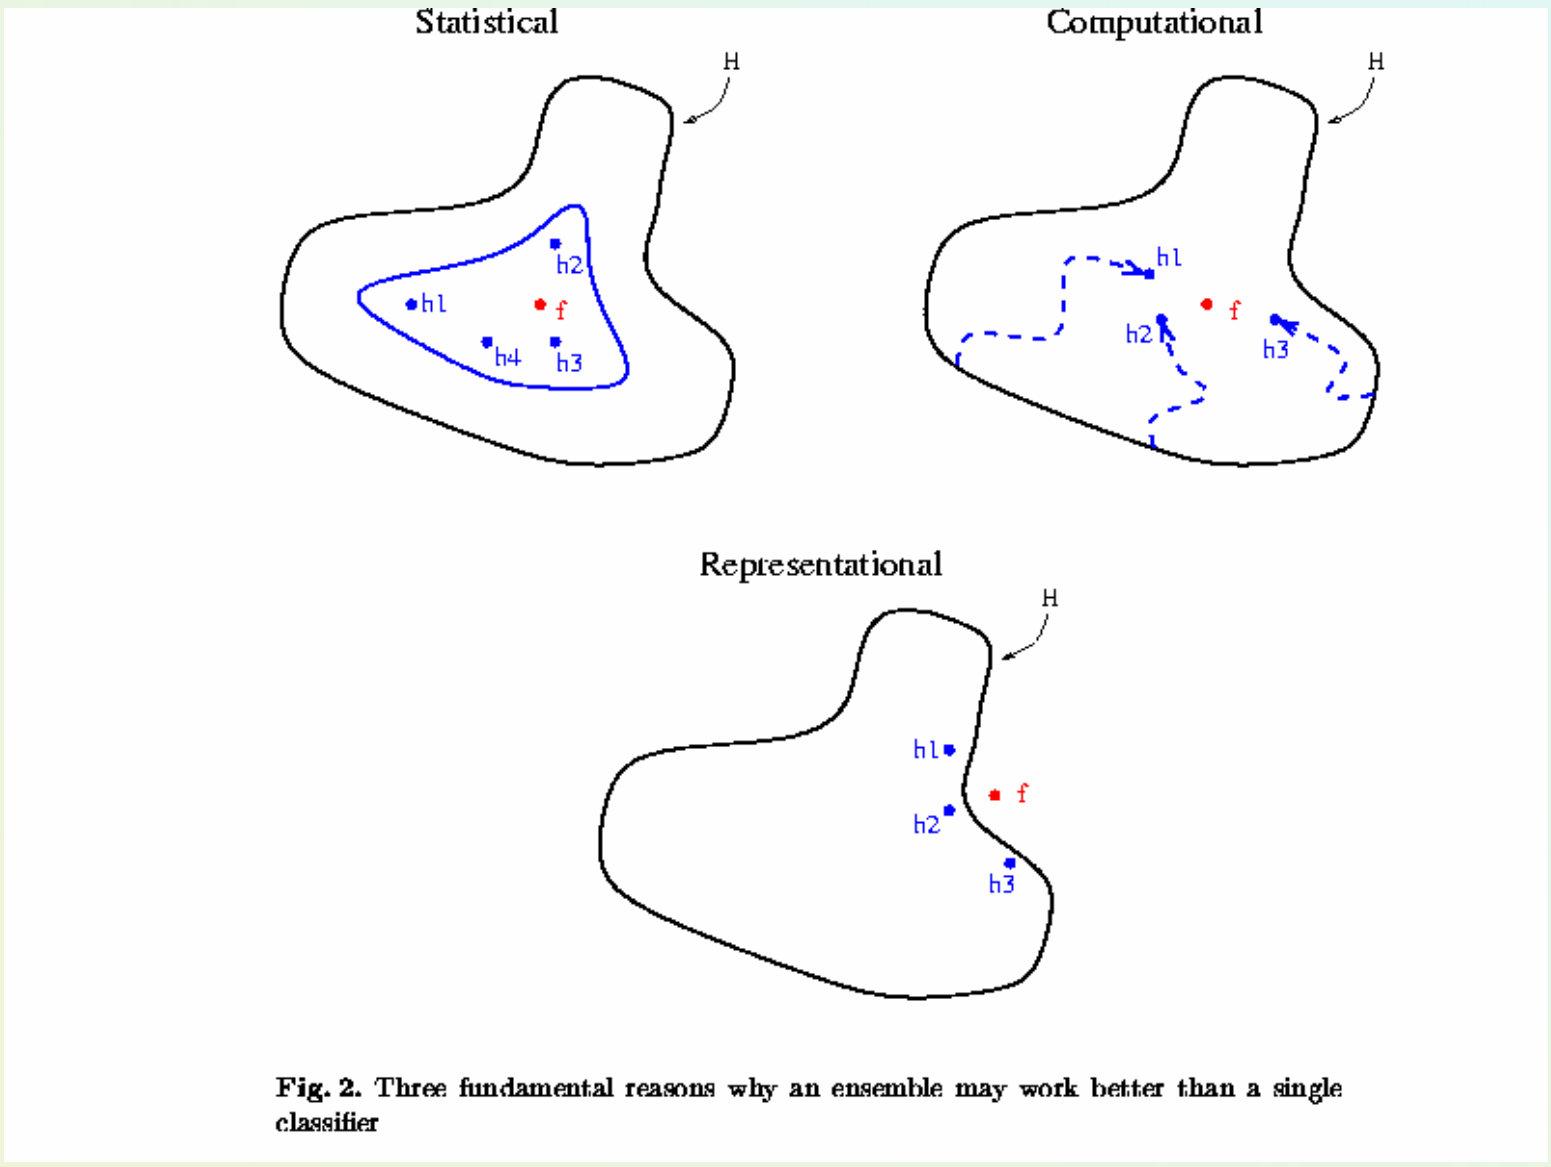 Statistical
Computational
H
H
h2
h1
f
h4
h3
h1
f
h2
h3
Representational
H
h1
f
h2
h3
Fig. 2. Three fundamental reasons why an ensemble may work better than a single
classifier